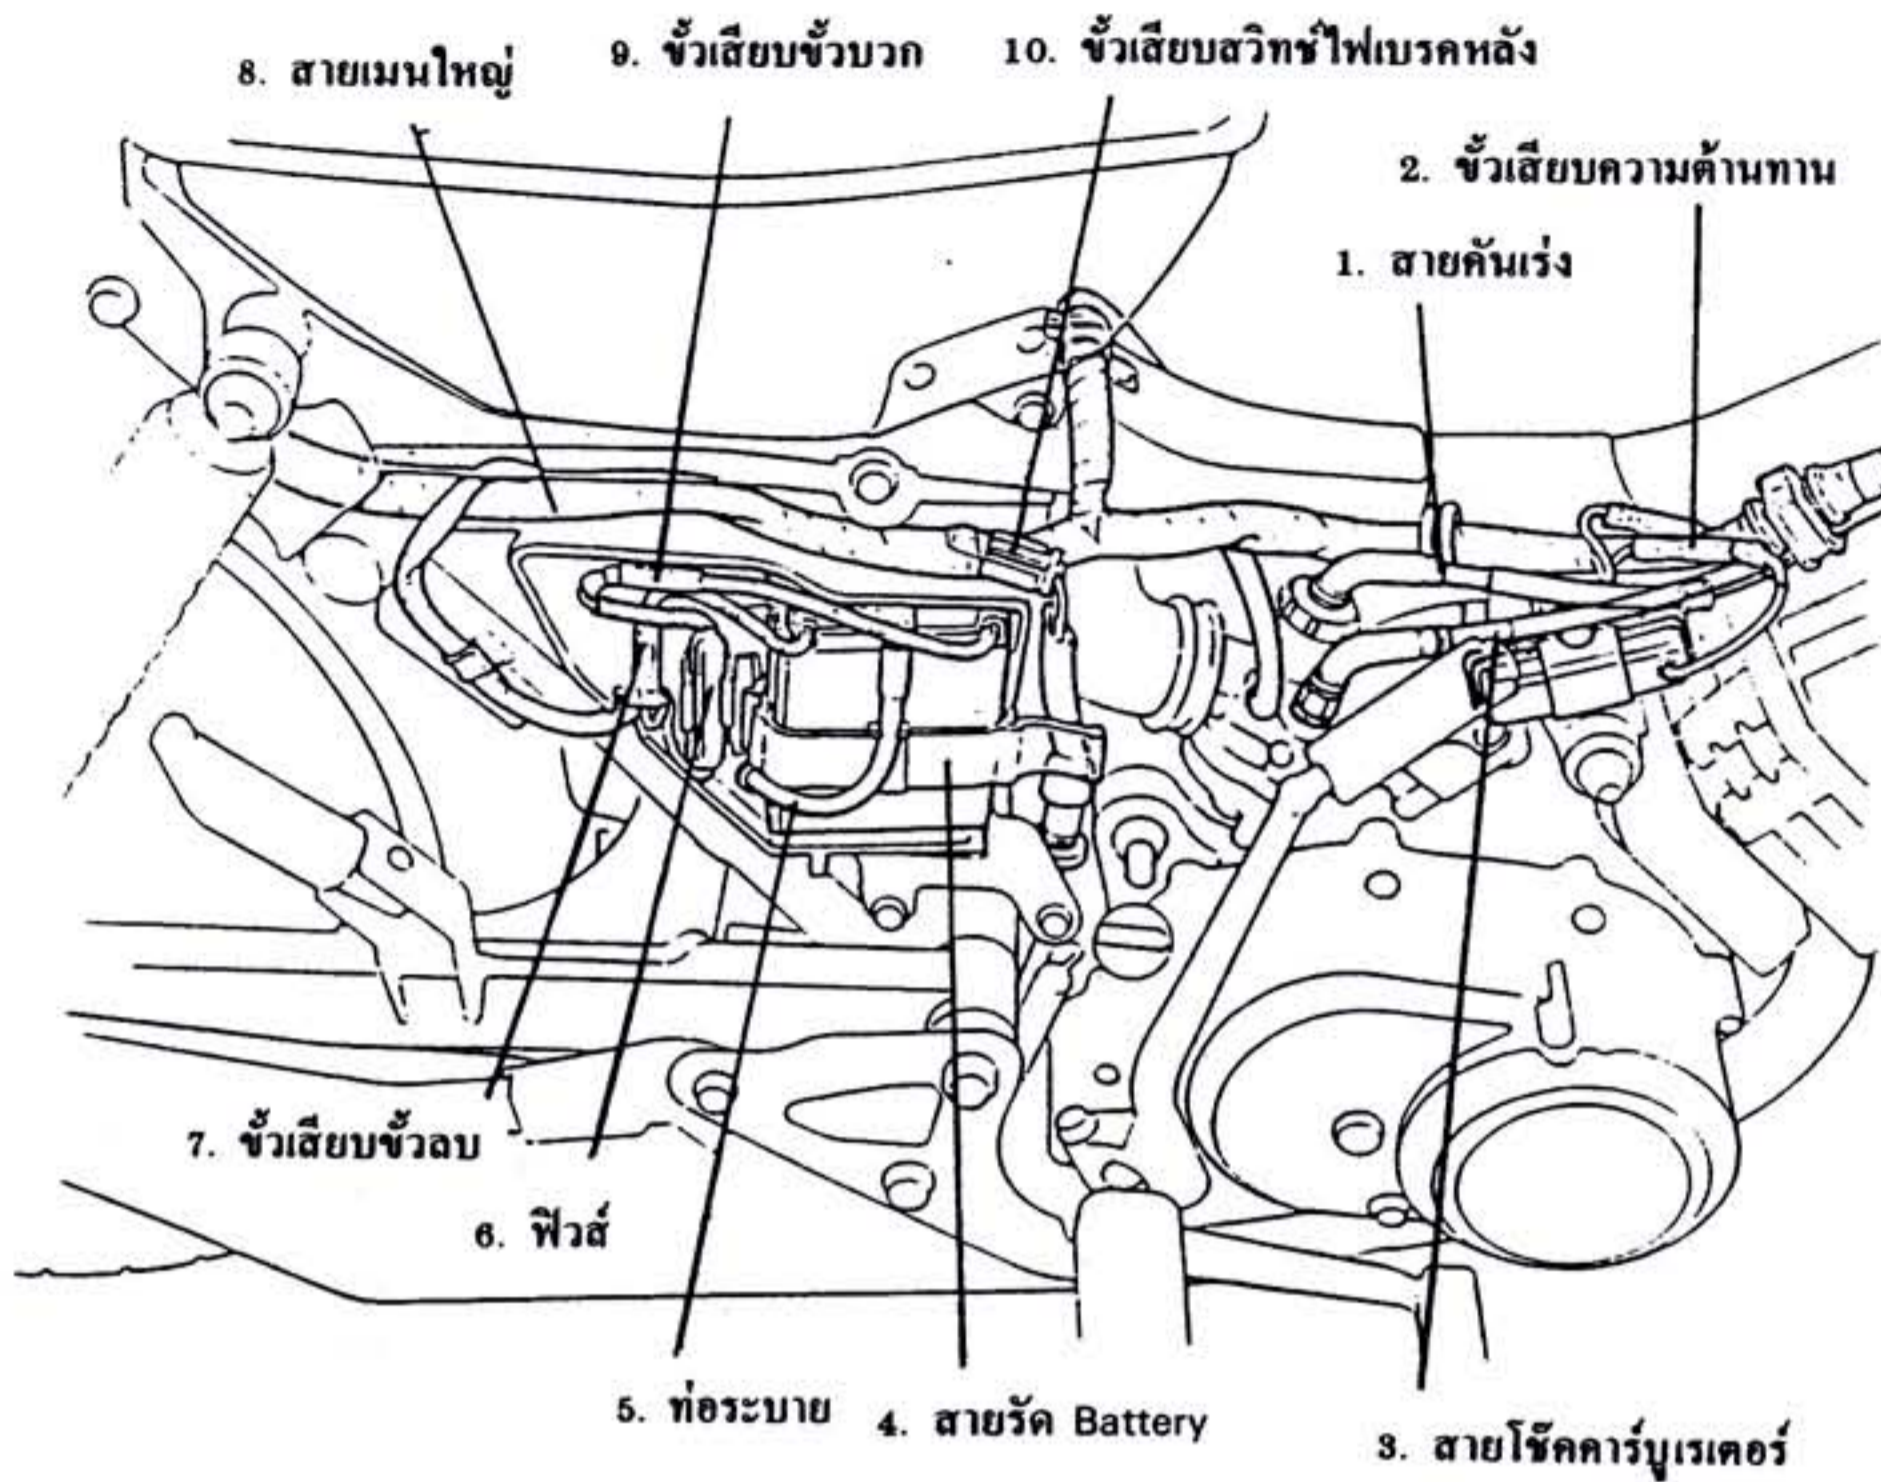 8. สายเมนใหญ่
9. ขั้วเสียบขั้วบวก
10. ขั้วเสียบสวิทช์ไฟเบรคหลัง
2. ขั้วเสียบความต้านทาน
1. สายคันเร่ง
7. ขั้วเสียบขั้วลบ
6. ฟิวส์
5. ท่อระบาย
4. สายรัด Battery
3. สายโช๊คคาร์บูเรเตอร์